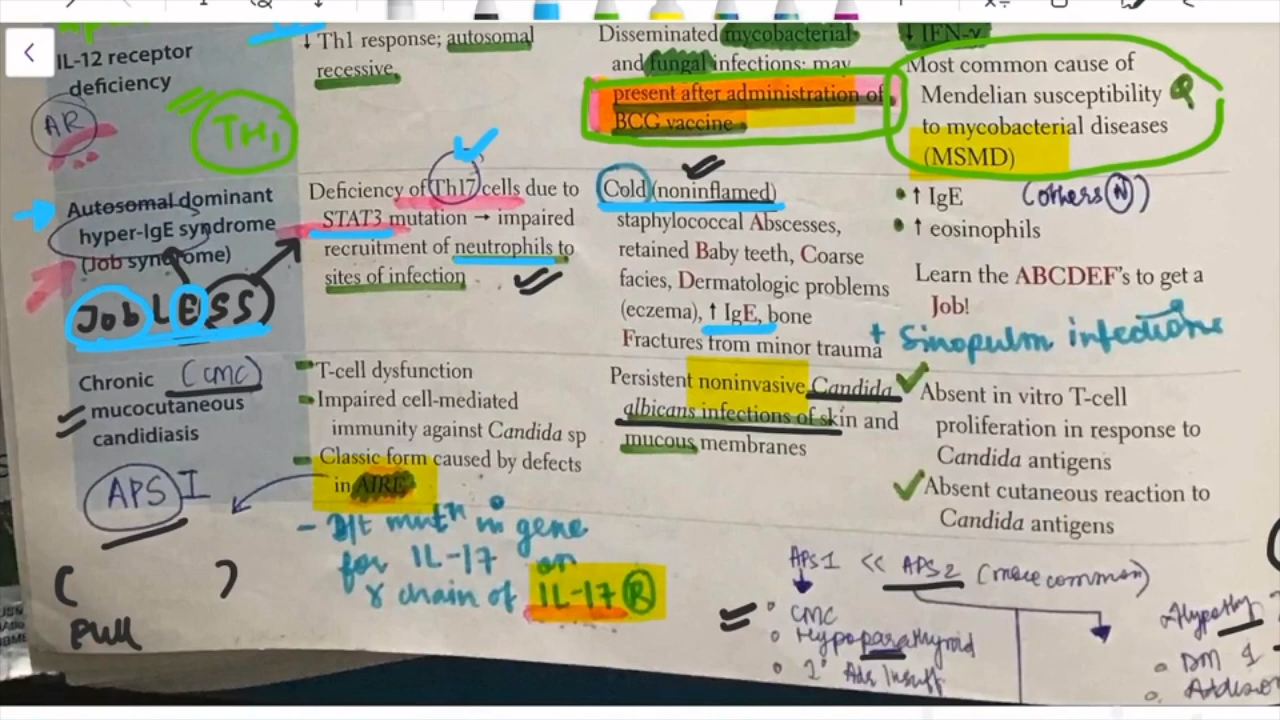 IL-12 receptor
deficiency
AR
↓ Th1 response; autosomal
recessive
TH1
Disseminated mycobacterial
and fungal infections; may
present after administration of
BCG vaccine
↓ IFN-γ
Most common cause of
Mendelian susceptibility
to mycobacterial diseases
(MSMD)
Autosomal dominant
hyper-IgE syndrome
(Job syndrome)
JobLESS
Deficiency of Th17 cells due to
STAT3 mutation → impaired
recruitment of neutrophils to
sites of infection
Cold (noninflamed)
staphylococcal Abscesses,
retained Baby teeth, Coarse
facies, Dermatologic problems
(eczema), ↑ IgE, bone
Fractures from minor trauma
↑ IgE (others N)
↑ eosinophils
Learn the ABCDEF's to get a
Job!
+ Sinopulm infections
Chronic (CMC)
mucocutaneous
candidiasis
APS I
T-cell dysfunction
Impaired cell-mediated
immunity against Candida sp
Classic form caused by defects
in AIRE
- D/t mutn in gene
for IL-17 or
γ chain of IL-17 R
Persistent noninvasive Candida
albicans infections of skin and
mucous membranes
Absent in vitro T-cell
proliferation in response to
Candida antigens
Absent cutaneous reaction to
Candida antigens
( )
Pull
APS1 << APS2 (more common)
CMC
Hypoparathyroid
1° Adr Insuff
DM 1